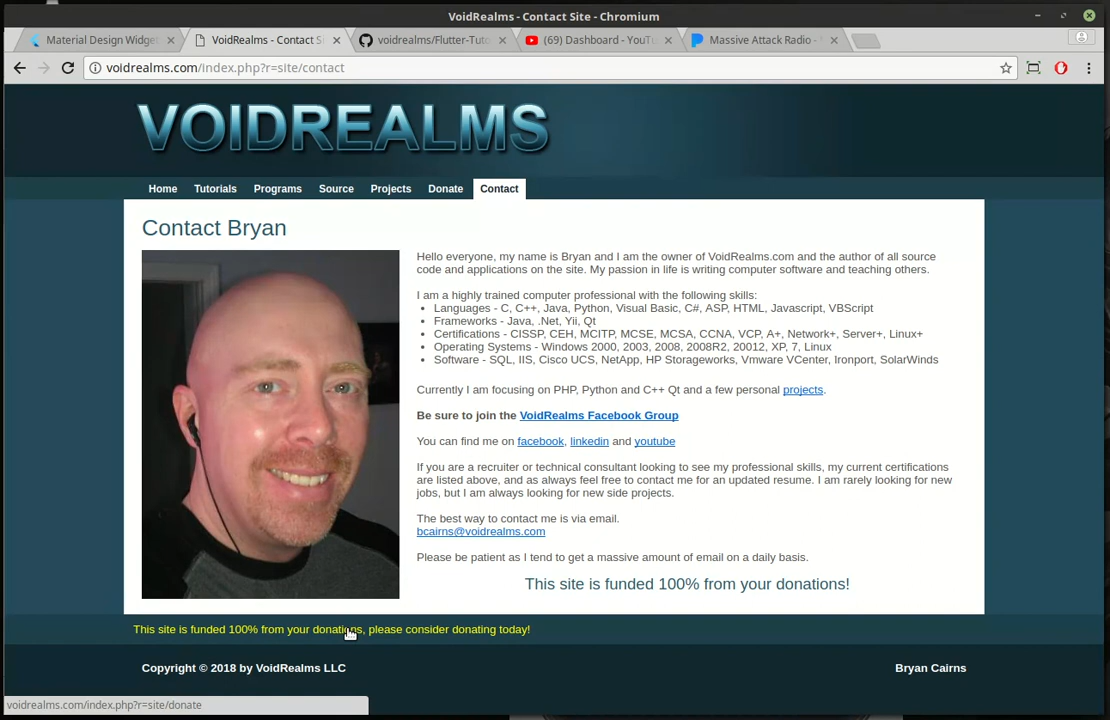 VoidRealms - Contact Site - Chromium
Material Design Widget
VoidRealms - Contact S
voidrealms/Flutter-Tuto
(69) Dashboard - YouTu
Massive Attack Radio -
voidrealms.com/index.php?r=site/contact
VOIDREALMS
Home Tutorials Programs Source Projects Donate Contact
Contact Bryan
Hello everyone, my name is Bryan and I am the owner of VoidRealms.com and the author of all source
code and applications on the site. My passion in life is writing computer software and teaching others.
I am a highly trained computer professional with the following skills:
• Languages - C, C++, Java, Python, Visual Basic, C#, ASP, HTML, Javascript, VBScript
• Frameworks - Java, .Net, Yii, Qt
• Certifications - CISSP, CEH, MCITP, MCSE, MCSA, CCNA, VCP, A+, Network+, Server+, Linux+
• Operating Systems - Windows 2000, 2003, 2008, 2008R2, 20012, XP, 7, Linux
• Software - SQL, IIS, Cisco UCS, NetApp, HP Storageworks, Vmware VCenter, Ironport, SolarWinds
Currently I am focusing on PHP, Python and C++ Qt and a few personal projects.
Be sure to join the VoidRealms Facebook Group
You can find me on facebook, linkedin and youtube
If you are a recruiter or technical consultant looking to see my professional skills, my current certifications
are listed above, and as always feel free to contact me for an updated resume. I am rarely looking for new
jobs, but I am always looking for new side projects.
The best way to contact me is via email.
bcairns@voidrealms.com
Please be patient as I tend to get a massive amount of email on a daily basis.
This site is funded 100% from your donations!
This site is funded 100% from your donations, please consider donating today!
Copyright © 2018 by VoidRealms LLC
Bryan Cairns
voidrealms.com/index.php?r=site/donate